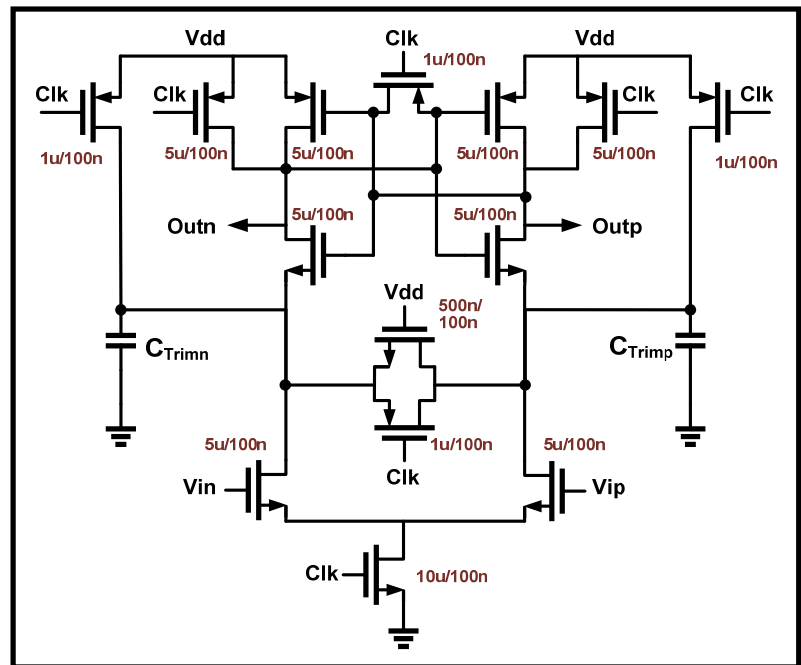 Vdd
Clk
Vdd
1u/100n
Clk
Clk
Clk
Clk
1u/100n
5u/100n
5u/100n
5u/100n
5u/100n
1u/100n
5u/100n
5u/100n
Outn
Outp
Vdd
500n/
100n
CTrimn
CTrimp
5u/100n
1u/100n
5u/100n
Clk
Vin
Vip
Clk
10u/100n